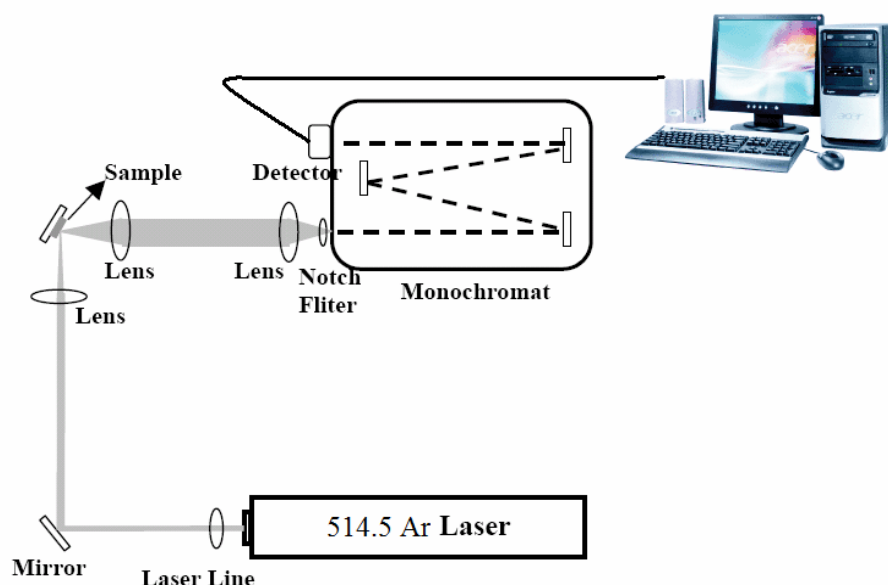 Sample
Detector
Lens
Lens
Notch
Fliter
Monochromat
Lens
514.5 Ar Laser
Mirror
Laser Line